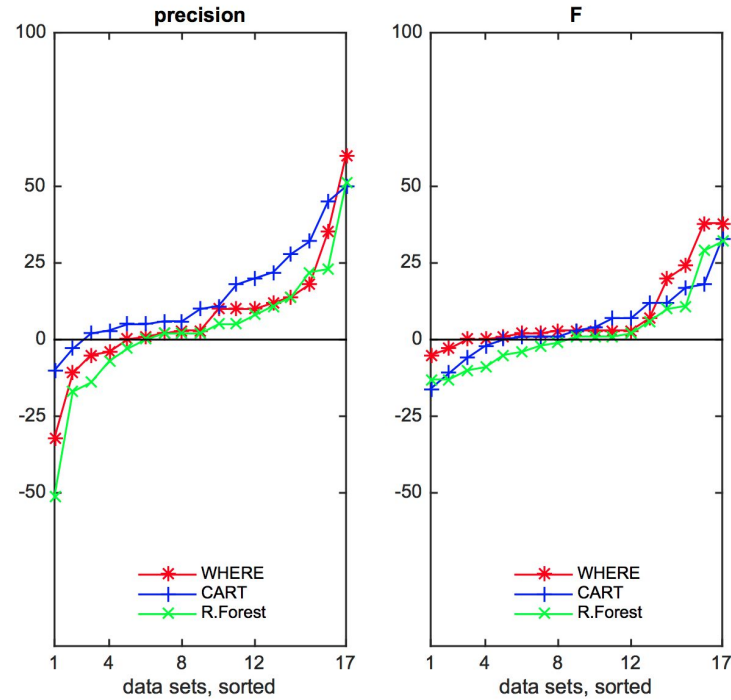 precision
100
50
25
0
-25
-50
WHERE
CART
R.Forest
1 4 8 12 17
data sets, sorted
F
100
50
25
0
-25
-50
WHERE
CART
R.Forest
1 4 8 12 17
data sets, sorted